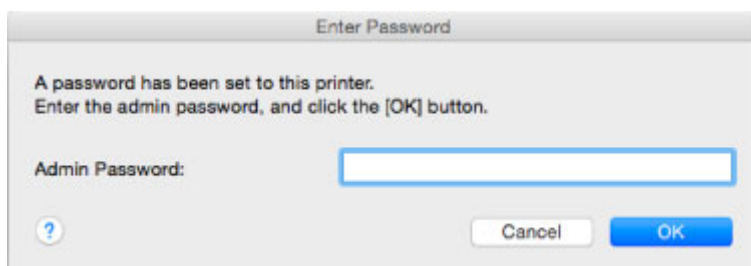 Enter Password
A password has been set to this printer.
Enter the admin password, and click the [OK] button.
Admin Password:
?
Cancel
OK